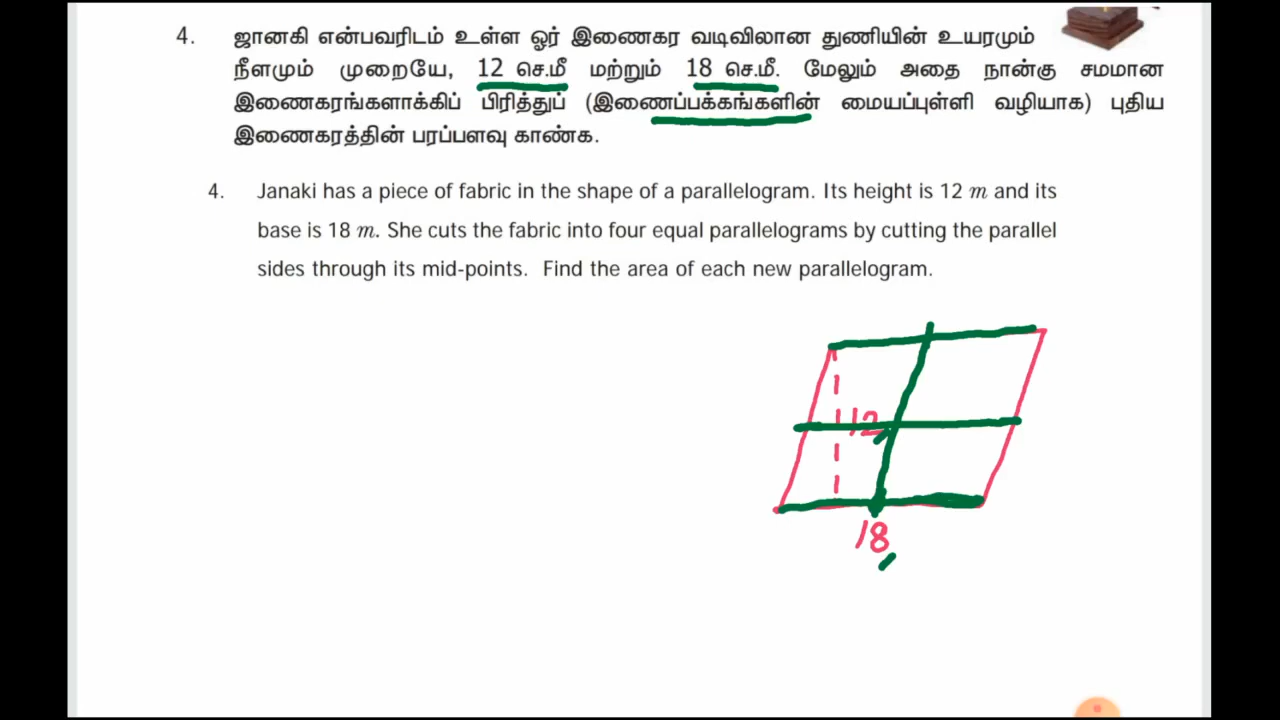 4. ஜானகி என்பவரிடம் உள்ள ஓர் இணைகர வடிவிலான துணியின் உயரமும்
நீளமும் முறையே, 12 செ.மீ மற்றும் 18 செ.மீ. மேலும் அதை நான்கு சமமான
இணைகரங்களாக்கிப் பிரித்துப் (இணைப்பக்கங்களின் மையப்புள்ளி வழியாக) புதிய
இணைகரத்தின் பரப்பளவு காண்க.
4. Janaki has a piece of fabric in the shape of a parallelogram. Its height is 12 m and its
base is 18 m. She cuts the fabric into four equal parallelograms by cutting the parallel
sides through its mid-points. Find the area of each new parallelogram.
12
18